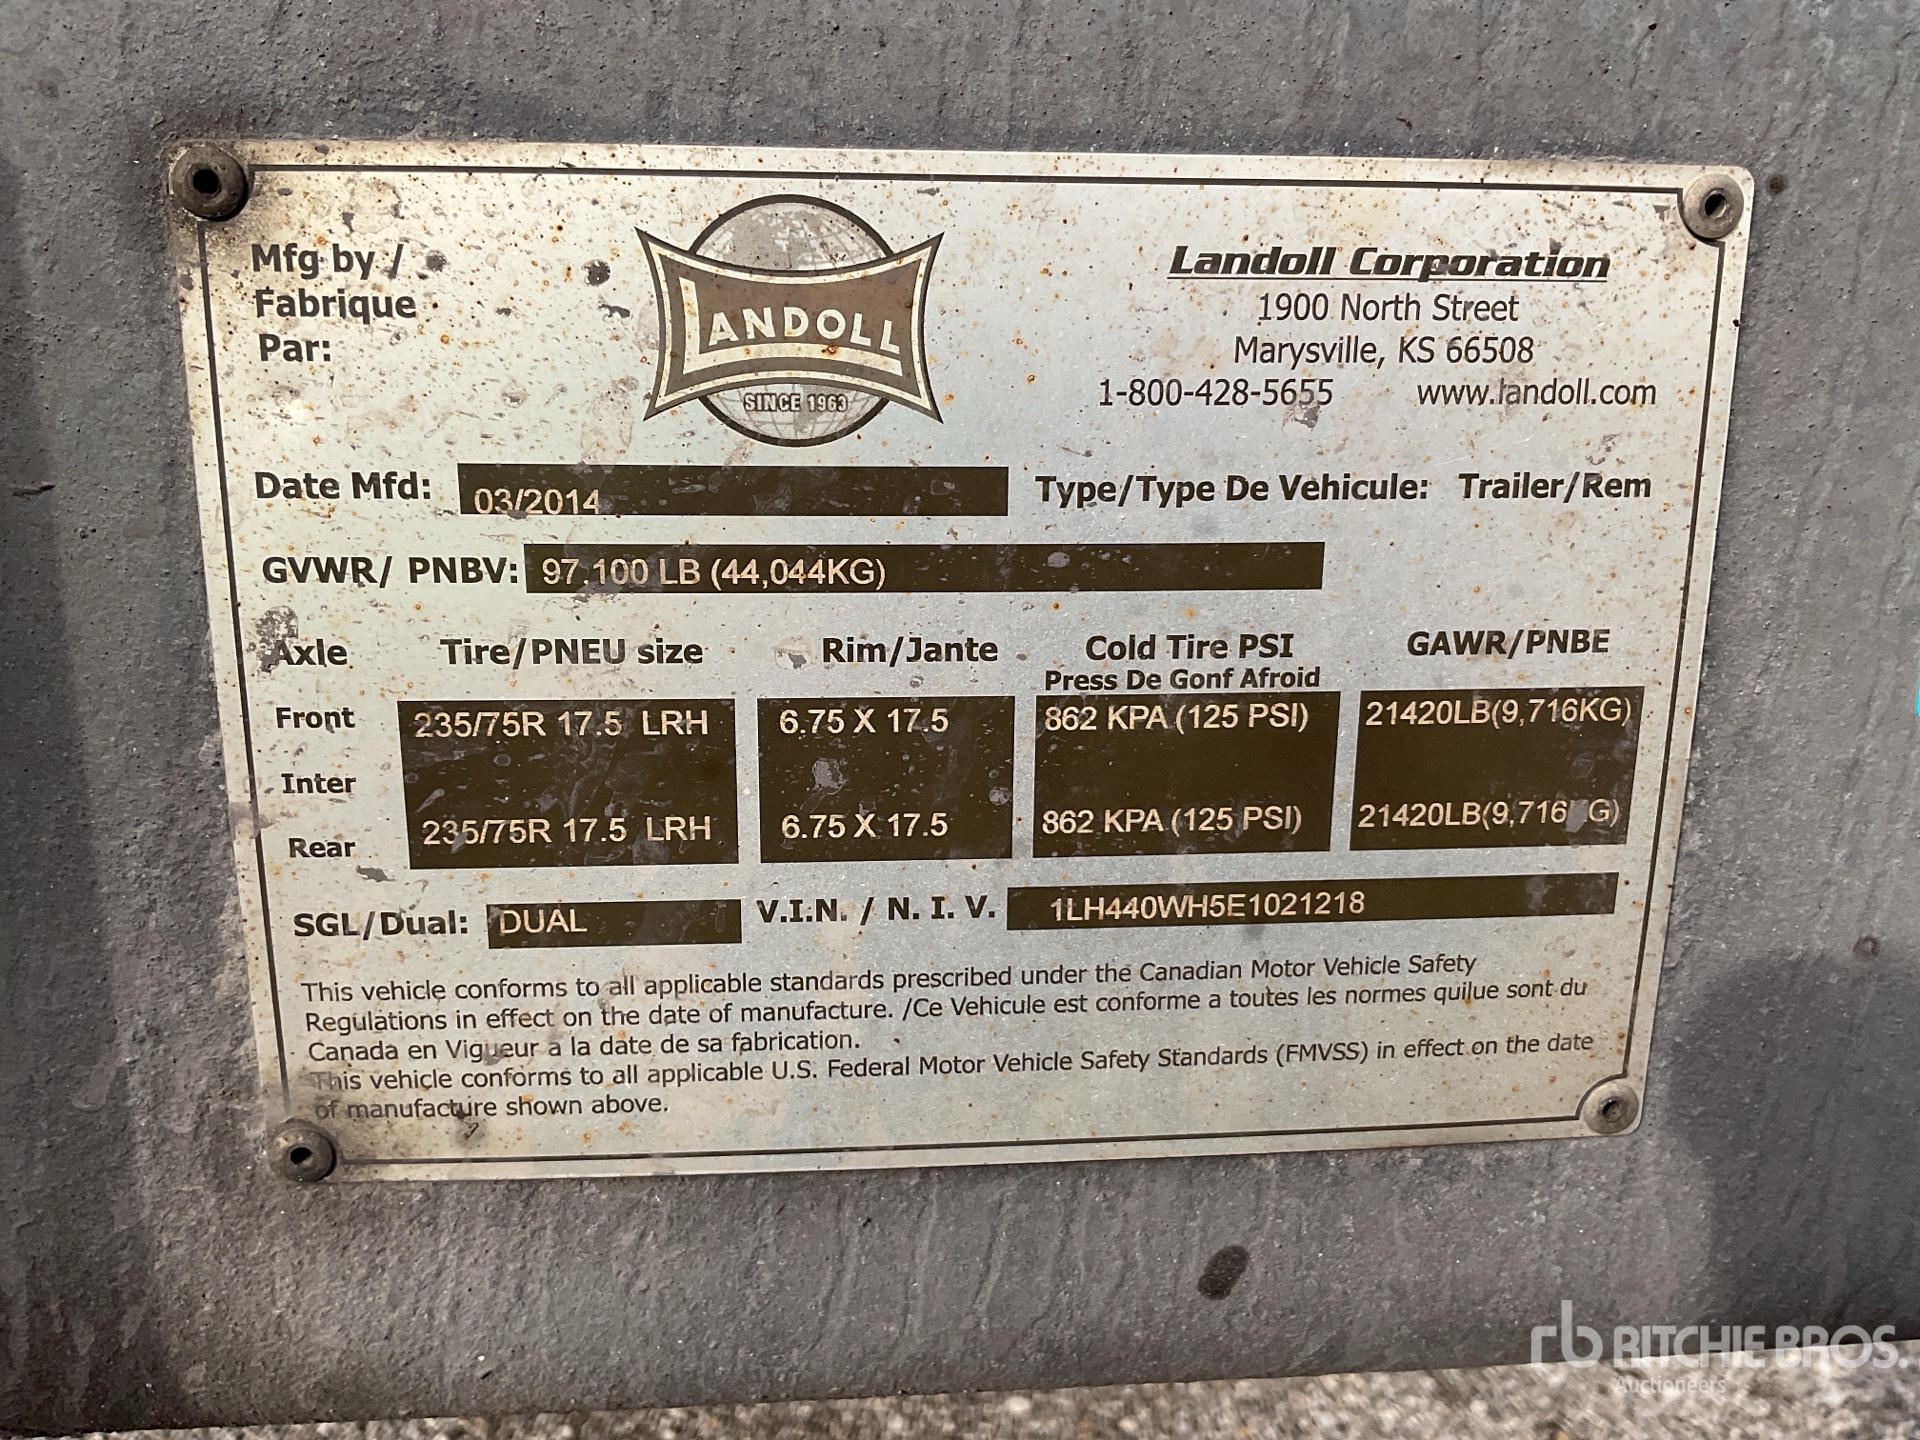 Mfg by /
Fabrique
Par:
LANDOLL
SINCE 1963
Landoll Corporation
1900 North Street
Marysville, KS 66508
1-800-428-5655 www.landoll.com
Date Mfd: 03/2014 Type/Type De Vehicule: Trailer/Rem
GVWR/ PNBV: 97.100 LB (44,044KG)
Axle Tire/PNEU size Rim/Jante Cold Tire PSI GAWR/PNBE
Press De Gonf Afroid
Front 235/75R 17.5 LRH 6.75 X 17.5 862 KPA (125 PSI) 21420LB(9,716KG)
Inter
Rear 235/75R 17.5 LRH 6.75 X 17.5 862 KPA (125 PSI) 21420LB(9,716KG)
SGL/Dual: DUAL V.I.N. / N. I. V. 1LH440WH5E1021218
This vehicle conforms to all applicable standards prescribed under the Canadian Motor Vehicle Safety
Regulations in effect on the date of manufacture. /Ce Vehicule est conforme a toutes les normes quilue sont du
Canada en Vigueur a la date de sa fabrication.
This vehicle conforms to all applicable U.S. Federal Motor Vehicle Safety Standards (FMVSS) in effect on the date
of manufacture shown above.
rb RITCHIE BROS.
Auctioneers